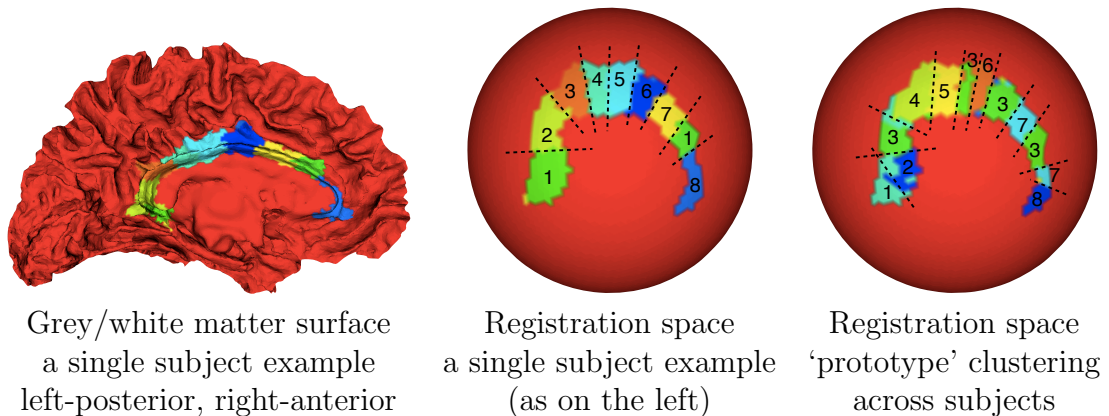 4
5
3
6
2
7
1
1
8
3
6
4
5
3
7
3
3
2
7
1
8
Grey/white matter surface
a single subject example
left-posterior, right-anterior
Registration space
a single subject example
(as on the left)
Registration space
‘prototype’ clustering
across subjects